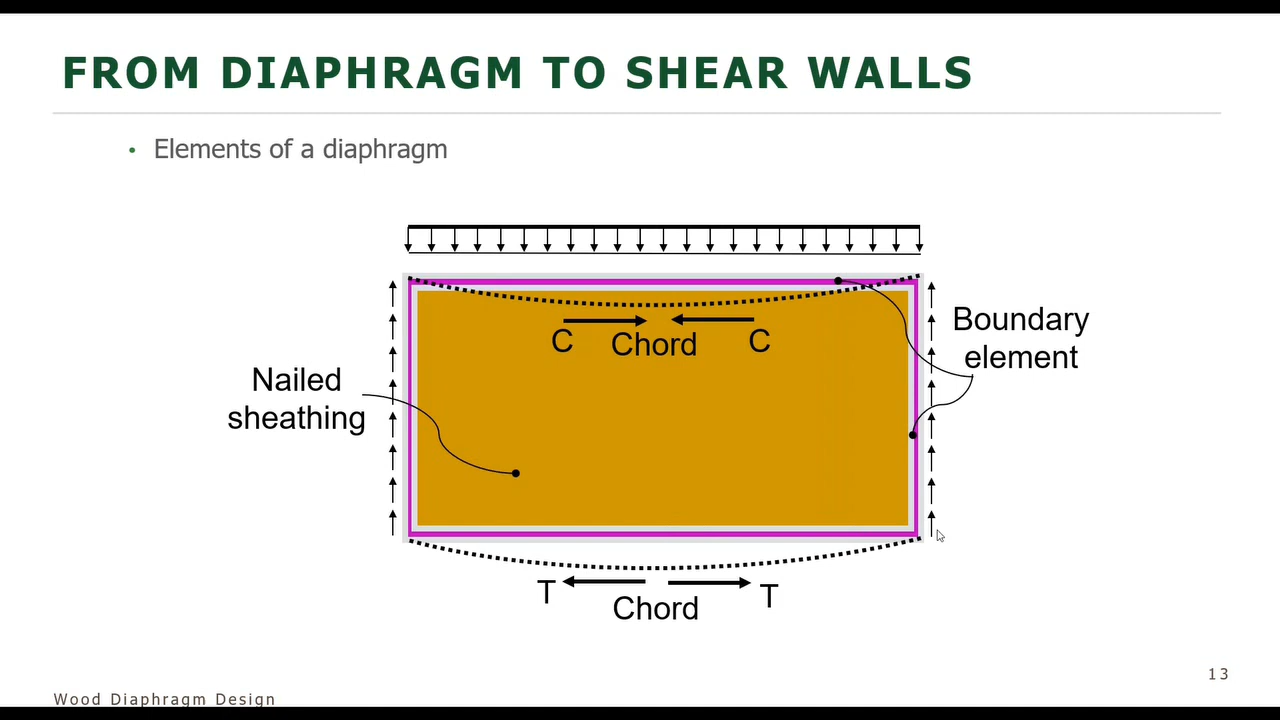 FROM DIAPHRAGM TO SHEAR WALLS
• Elements of a diaphragm
C Chord C
Boundary
element
Nailed
sheathing
T T
Chord
13
Wood Diaphragm Design